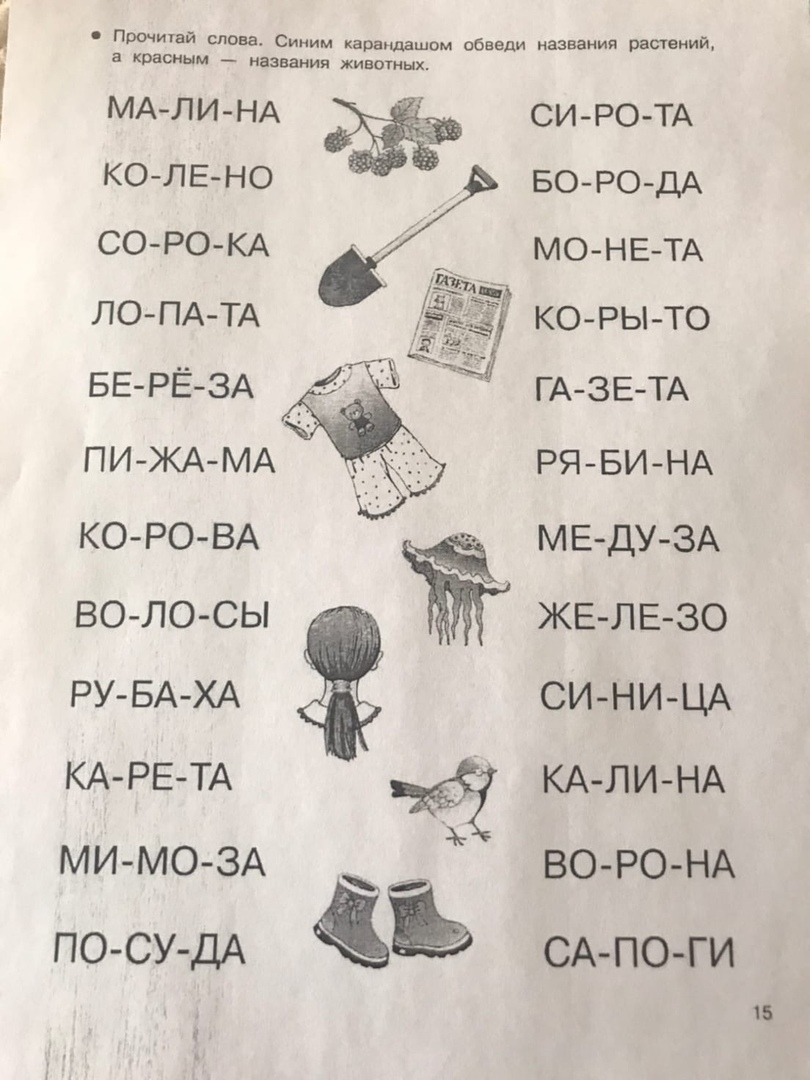 • Прочитай слова. Синим карандашом обведи названия растений,
а красным — названия животных.
МА-ЛИ-НА
КО-ЛЕ-НО
СО-РО-КА
ЛО-ПА-ТА
БЕ-РЁ-ЗА
ПИ-ЖА-МА
КО-РО-ВА
ВО-ЛО-СЫ
РУ-БА-ХА
КА-РЕ-ТА
МИ-МО-ЗА
ПО-СУ-ДА
ГАЗЕТА
СИ-РО-ТА
БО-РО-ДА
МО-НЕ-ТА
КО-РЫ-ТО
ГА-ЗЕ-ТА
РЯ-БИ-НА
МЕ-ДУ-ЗА
ЖЕ-ЛЕ-ЗО
СИ-НИ-ЦА
КА-ЛИ-НА
ВО-РО-НА
СА-ПО-ГИ
15